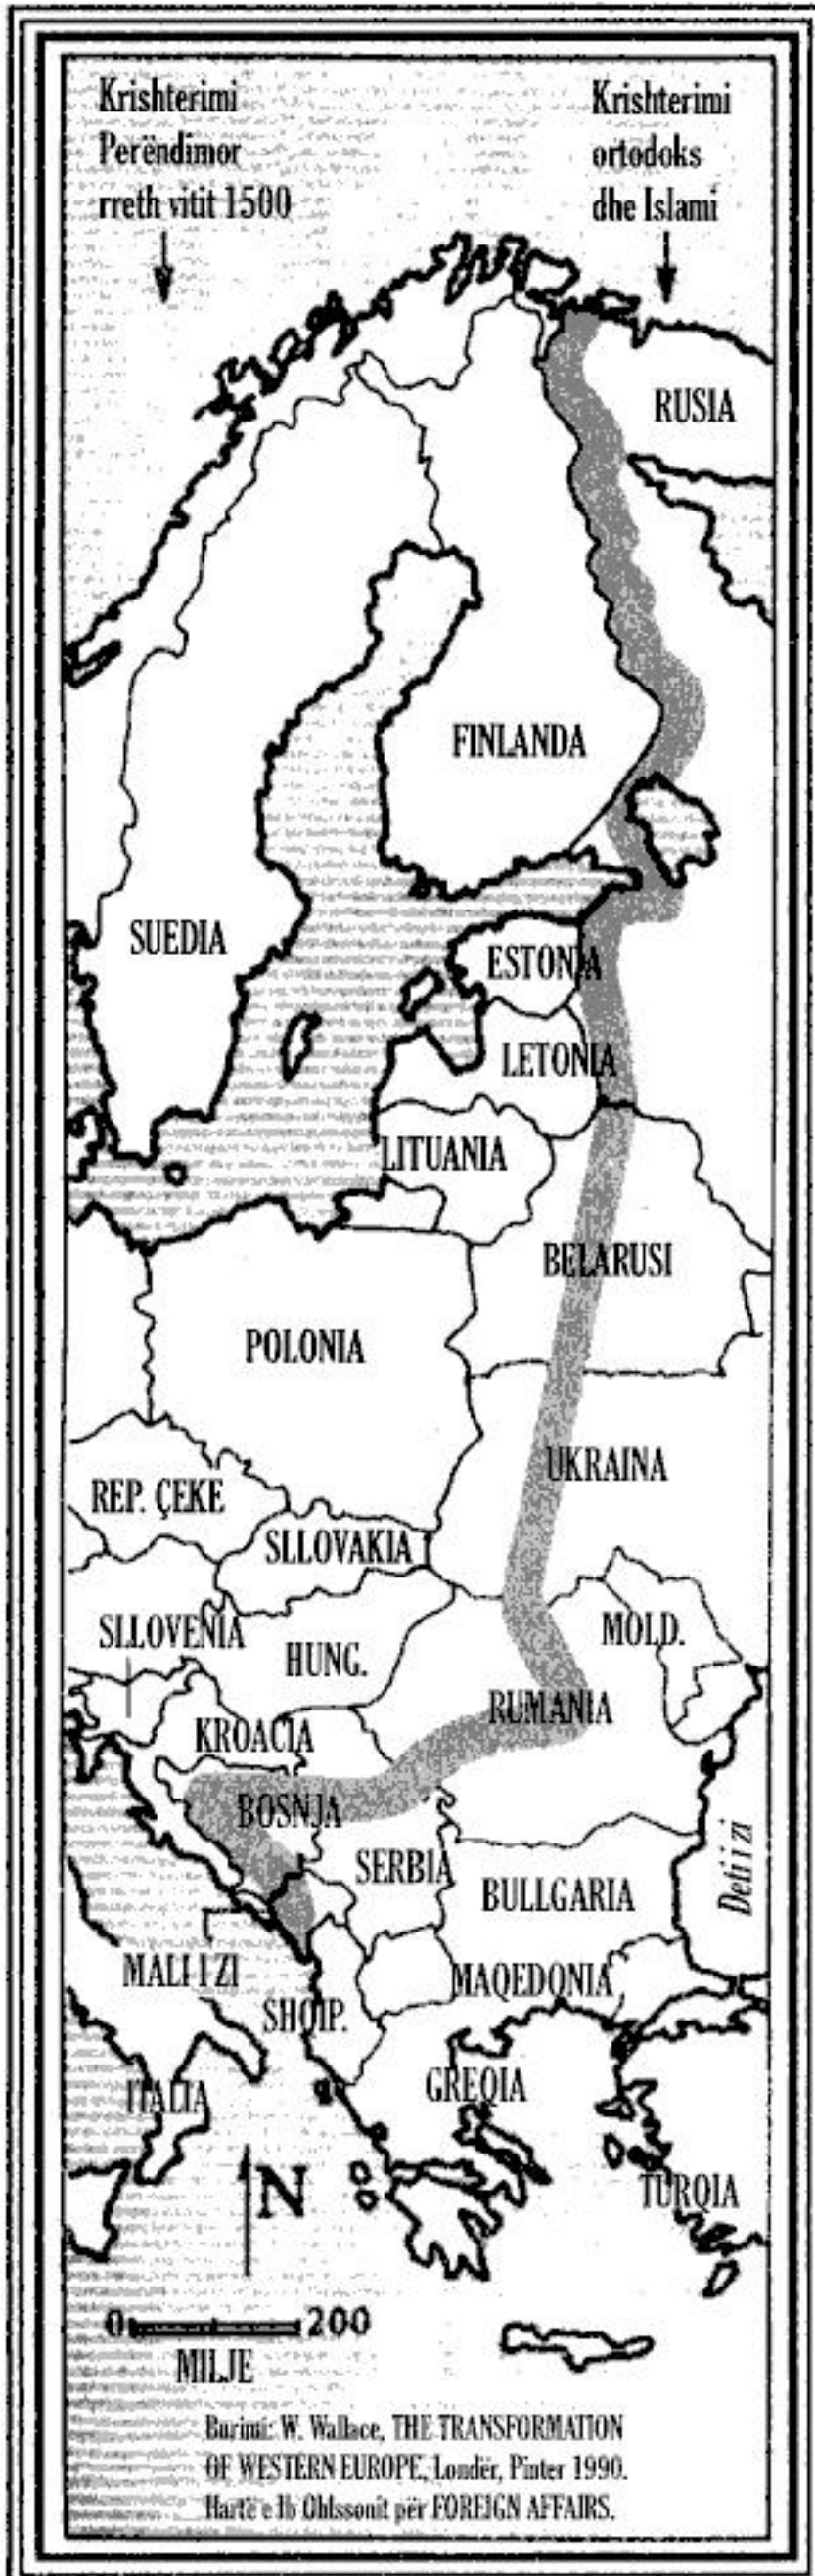 Krishterimi
Perëndimor
rreth vitit 1500
Krishterimi
ortodoks
dhe Islami
RUSIA
FINLANDA
SUEDIA
ESTONIA
LETONIA
LITUANIA
BELARUSI
POLONIA
UKRAINA
REP. ÇEKE
SLLOVAKIA
SLLOVENIA
HUNG.
MOLD.
RUMANIA
KROACIA
BOSNJA
SERBIA
BULLGARIA
Deti i zi
MALI I ZI
MAQEDONIA
SHQIP.
ITALIA
GREQIA
TURQIA
N
0 200
MILJE
Burimi: W. Wallace, THE TRANSFORMATION
OF WESTERN EUROPE, Londër, Pinter 1990.
Hartë e Ib Ohlssonit për FOREIGN AFFAIRS.